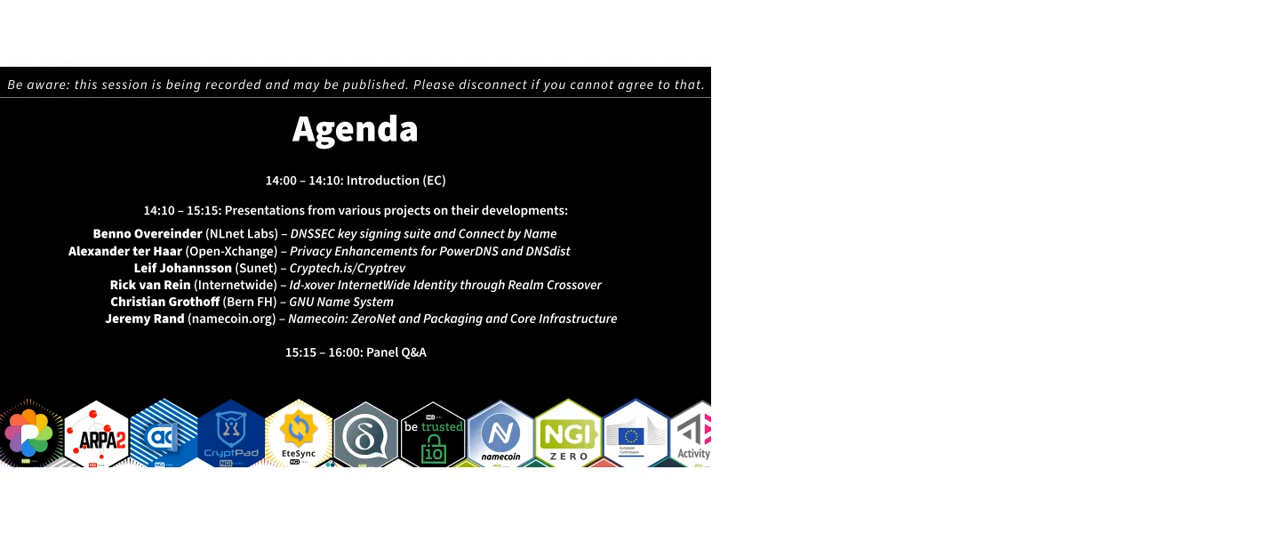 Be aware: this session is being recorded and may be published. Please disconnect if you cannot agree to that.
Agenda
14:00 – 14:10: Introduction (EC)
14:10 – 15:15: Presentations from various projects on their developments:
Benno Overeinder (NLnet Labs) – DNSSEC key signing suite and Connect by Name
Alexander ter Haar (Open-Xchange) – Privacy Enhancements for PowerDNS and DNSdist
Leif Johannsson (Sunet) – Cryptech.is/Cryptrev
Rick van Rein (Internetwide) – Id-xover InternetWide Identity through Realm Crossover
Christian Grothoff (Bern FH) – GNU Name System
Jeremy Rand (namecoin.org) – Namecoin: ZeroNet and Packaging and Core Infrastructure
15:15 – 16:00: Panel Q&A
ARPA2
CryptPad
NGI
EteSync
NGI
NGI
be trusted
namecoin
NGI
ZERO
European
Commission
Activity